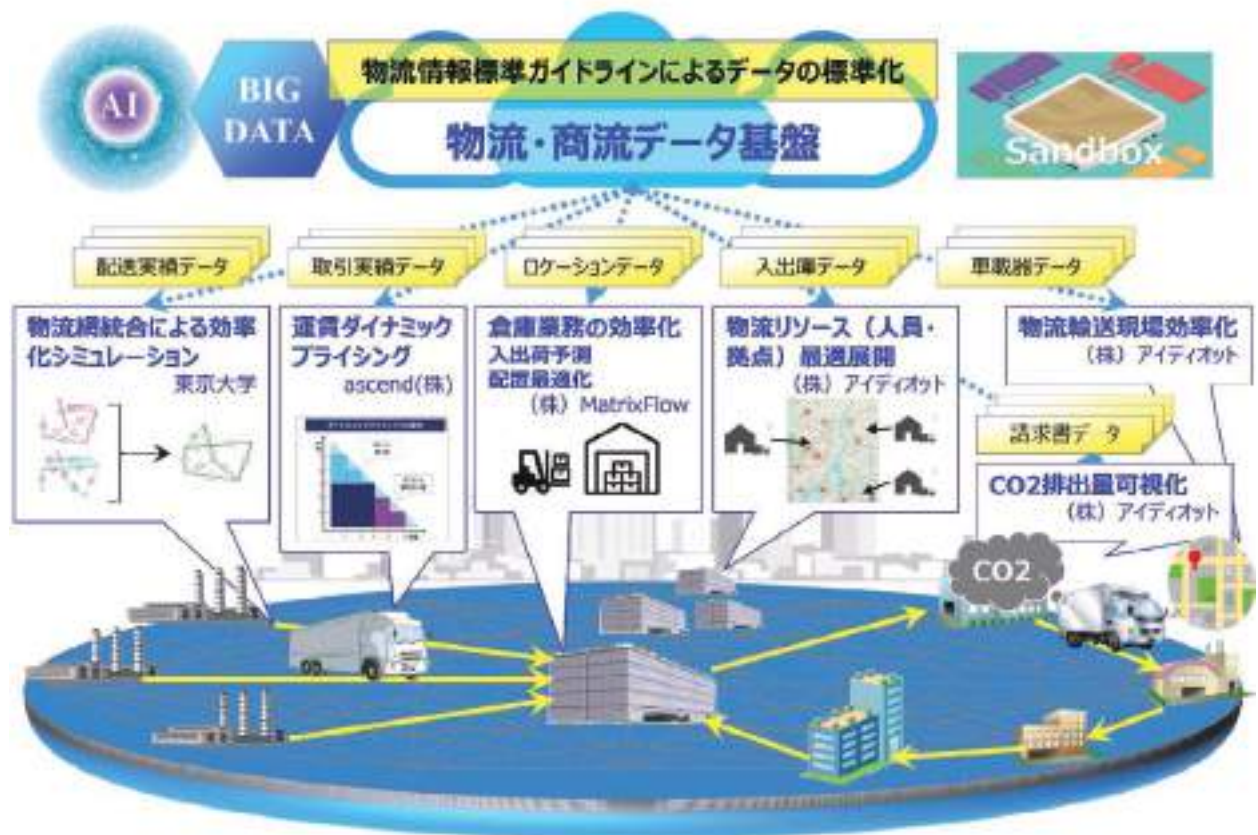 AI
BIG
DATA
物流情報標準ガイドラインによるデータの標準化
物流・商流データ基盤
Sandbox
配送実績データ
取引実績データ
ロケーションデータ
入出庫データ
車載器データ
物流網統合による効率
化シミュレーション
東京大学
運賃ダイナミック
プライシング
ascend(株)
倉庫業務の効率化
入出荷予測
配置最適化
(株) MatrixFlow
物流リソース（人員・
拠点）最適展開
(株) アイディオット
物流輸送現場効率化
(株) アイディオット
請求書データ
CO2排出量可視化
(株) アイディオット
CO2